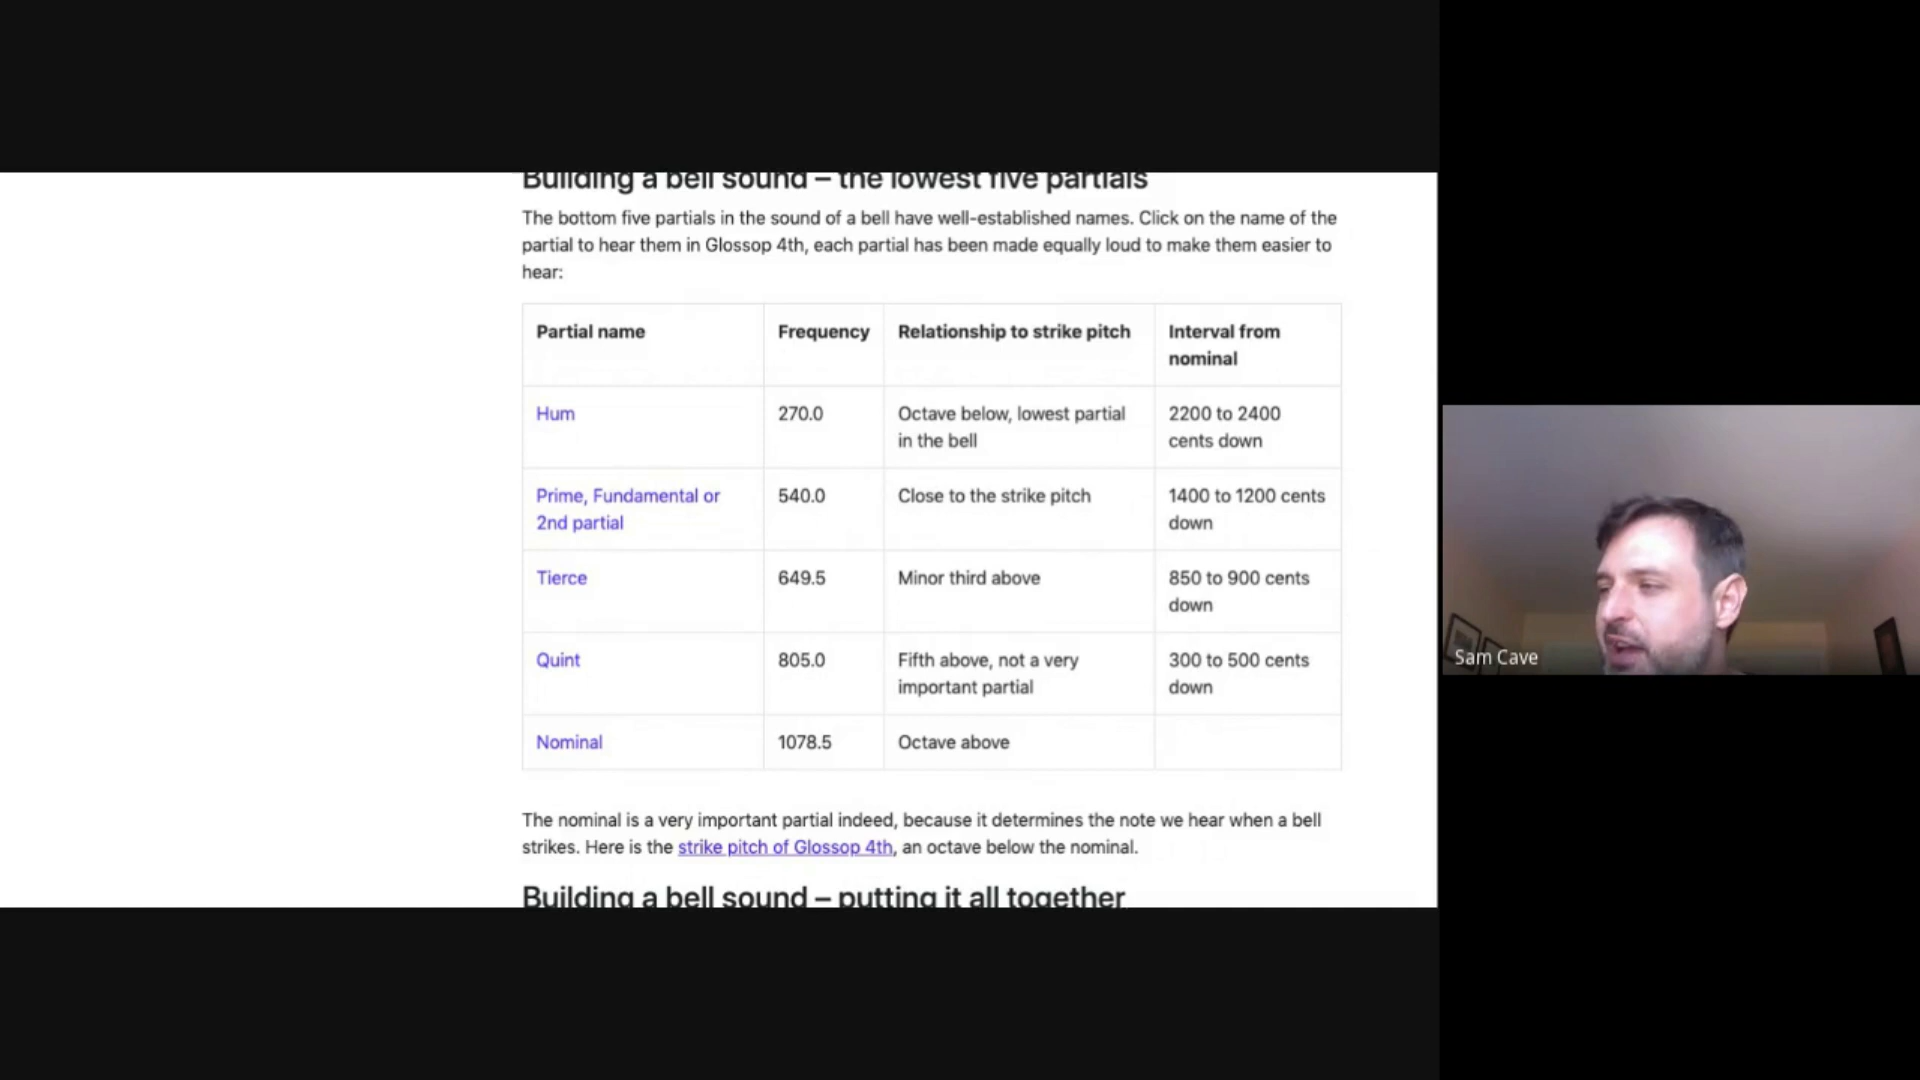 Building a bell sound – the lowest five partials
The bottom five partials in the sound of a bell have well-established names. Click on the name of the
partial to hear them in Glossop 4th, each partial has been made equally loud to make them easier to
hear:
Partial name Frequency Relationship to strike pitch Interval from
nominal
Hum 270.0 Octave below, lowest partial 2200 to 2400
in the bell cents down
Prime, Fundamental or 540.0 Close to the strike pitch 1400 to 1200 cents
2nd partial down
Tierce 649.5 Minor third above 850 to 900 cents
down
Quint 805.0 Fifth above, not a very 300 to 500 cents
important partial down
Nominal 1078.5 Octave above
The nominal is a very important partial indeed, because it determines the note we hear when a bell
strikes. Here is the strike pitch of Glossop 4th, an octave below the nominal.
Building a bell sound – putting it all together
Sam Cave